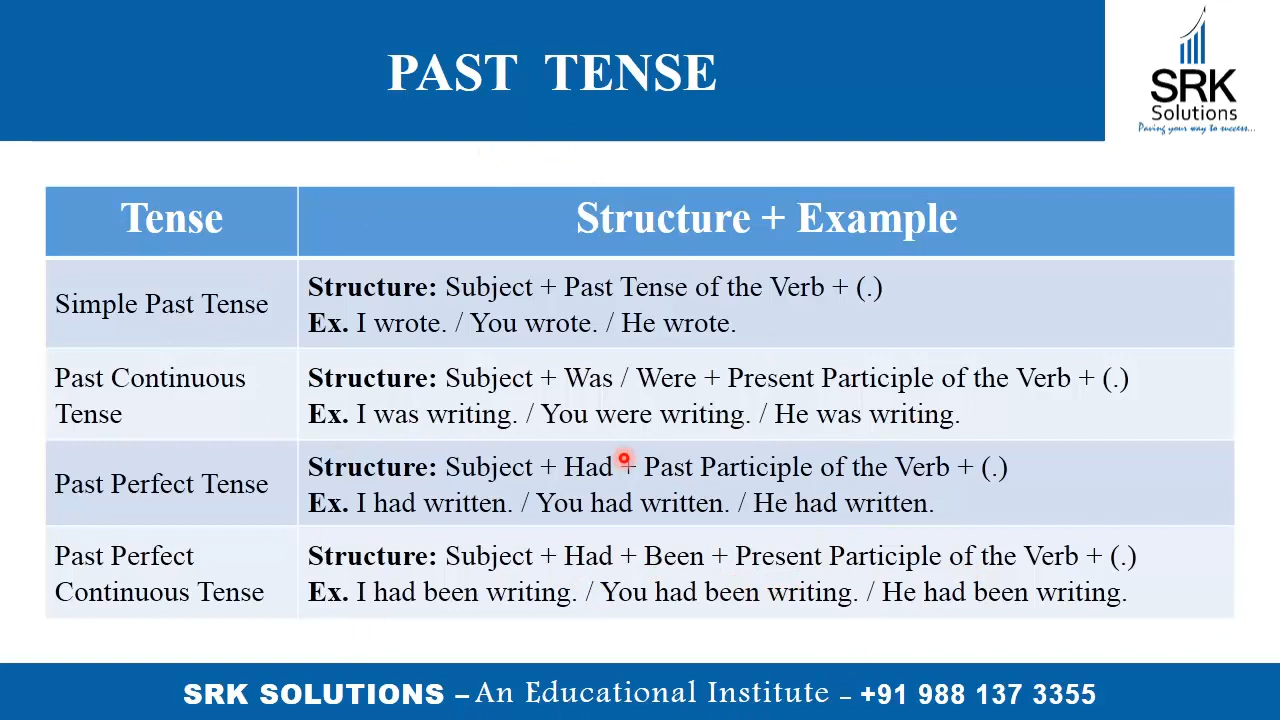 PAST TENSE
SRK
Solutions
Paving your way to success...
Tense
Structure + Example
Simple Past Tense
Structure: Subject + Past Tense of the Verb + (.)
Ex. I wrote. / You wrote. / He wrote.
Past Continuous
Tense
Structure: Subject + Was / Were + Present Participle of the Verb + (.)
Ex. I was writing. / You were writing. / He was writing.
Past Perfect Tense
Structure: Subject + Had + Past Participle of the Verb + (.)
Ex. I had written. / You had written. / He had written.
Past Perfect
Continuous Tense
Structure: Subject + Had + Been + Present Participle of the Verb + (.)
Ex. I had been writing. / You had been writing. / He had been writing.
SRK SOLUTIONS – An Educational Institute – +91 988 137 3355